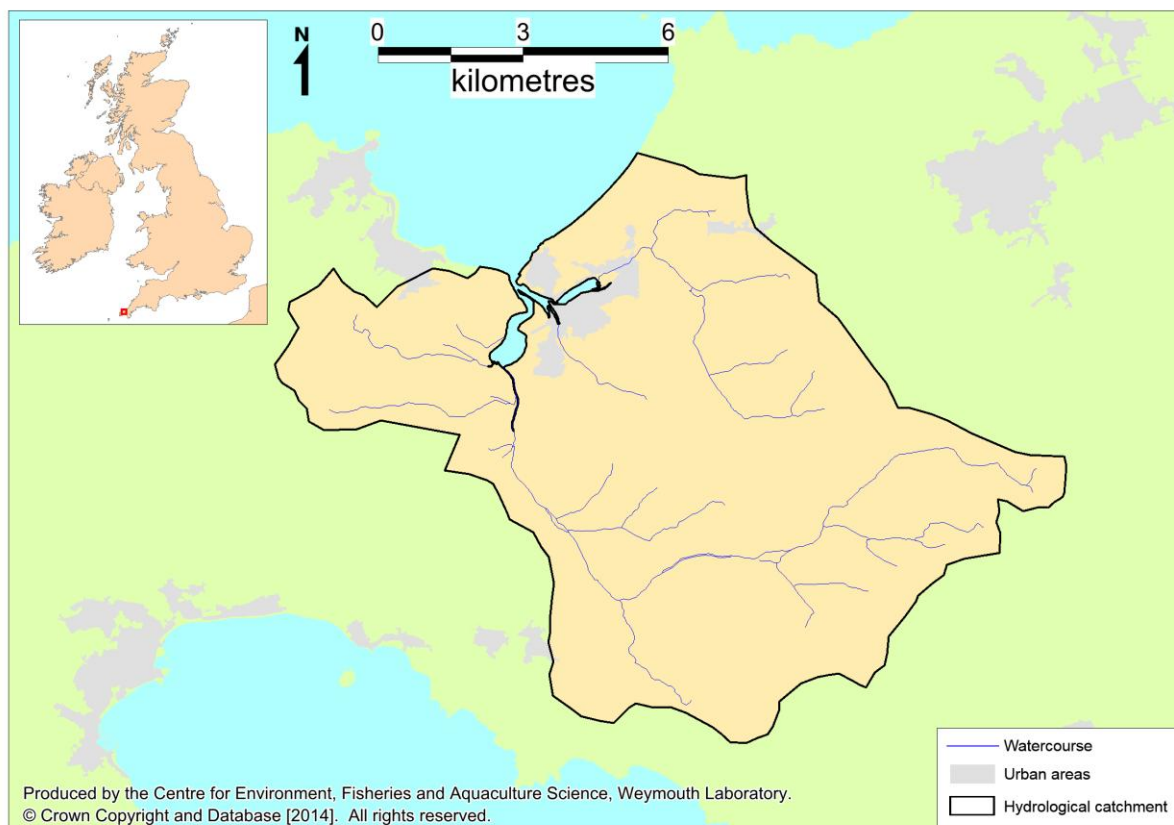 N
0 3 6
kilometres
Watercourse
Urban areas
Hydrological catchment
Produced by the Centre for Environment, Fisheries and Aquaculture Science, Weymouth Laboratory.
© Crown Copyright and Database [2014]. All rights reserved.